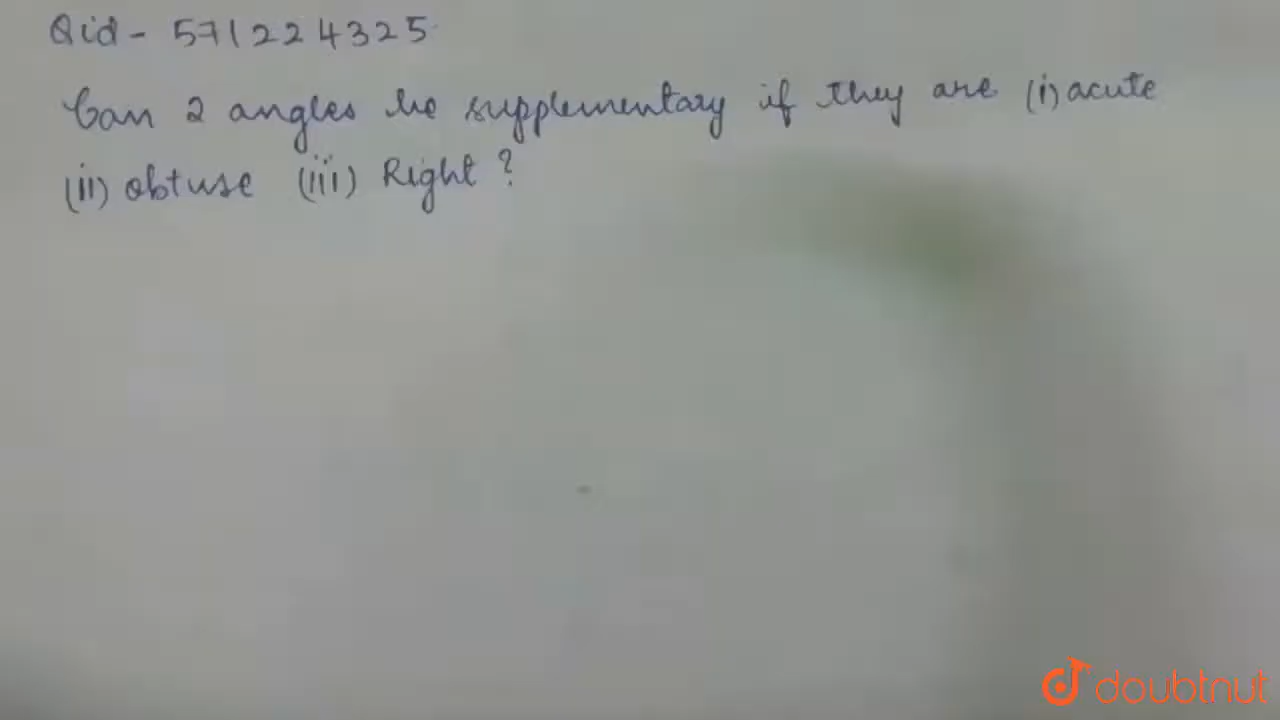 Qid - 571224325
Can 2 angles be supplementary if they are (i) acute
(ii) obtuse (iii) Right ?
doubtnut